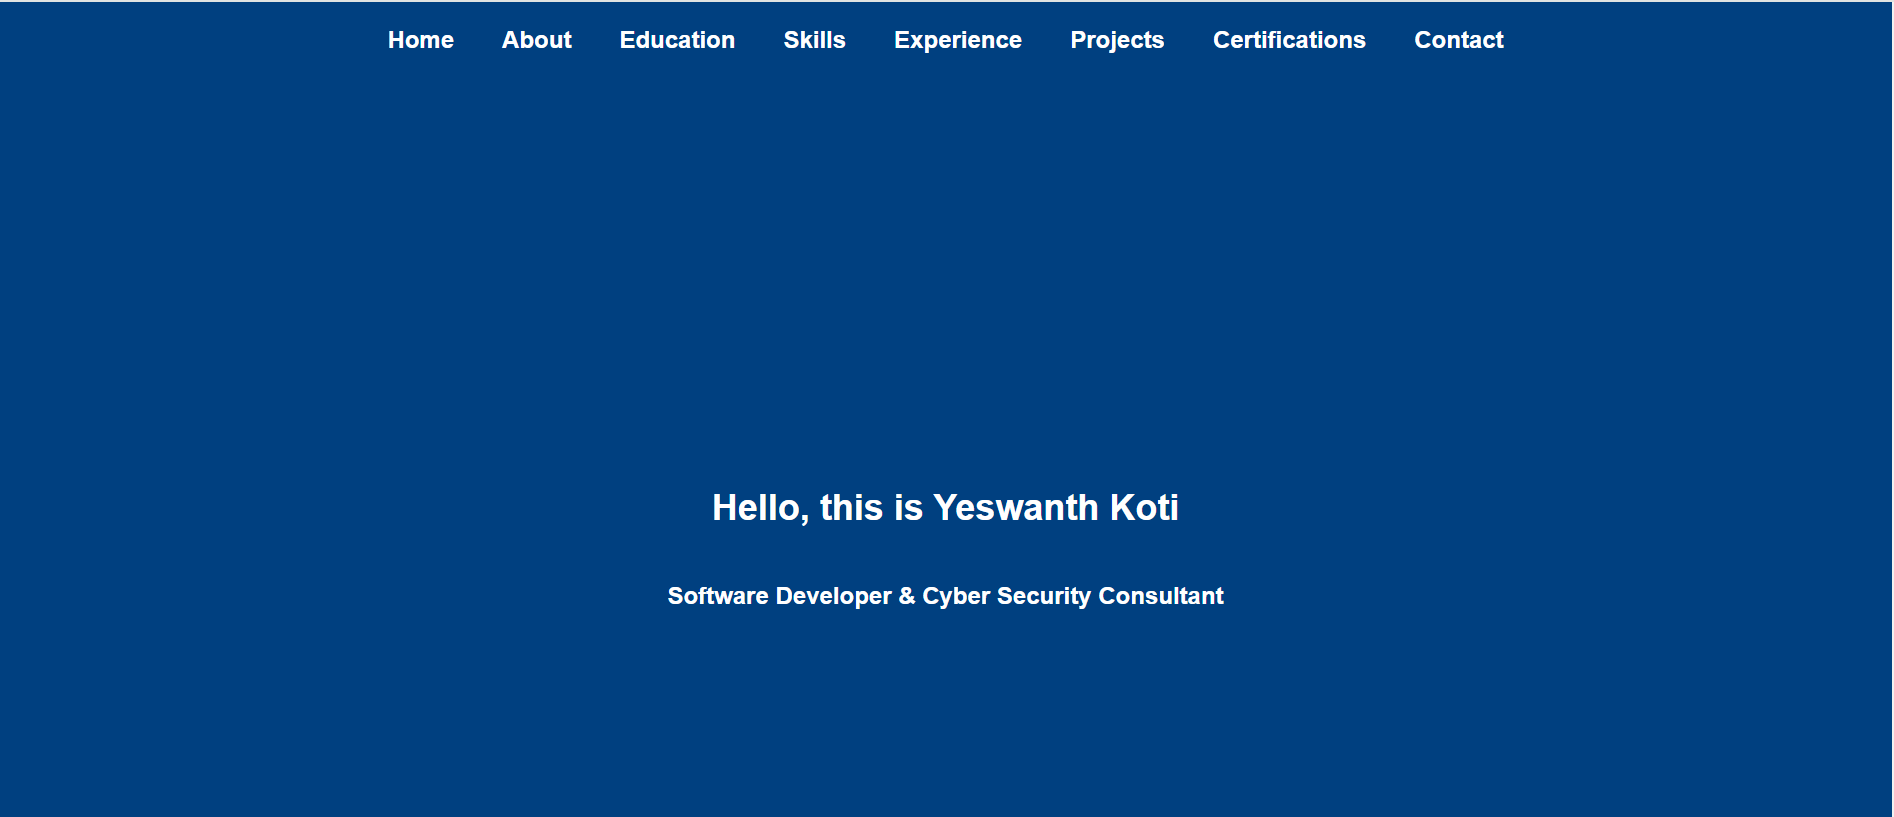 Home About Education Skills Experience Projects Certifications Contact
Hello, this is Yeswanth Koti
Software Developer & Cyber Security Consultant